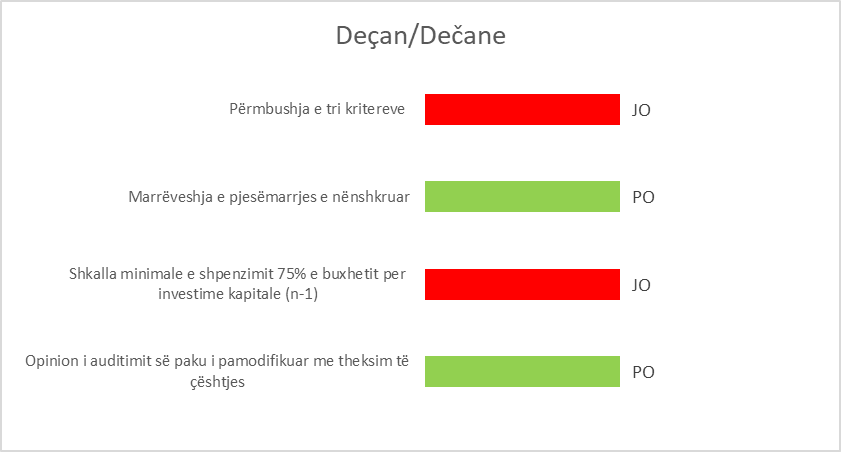 Deçan/Dečane
Përmbushja e tri kritereve
JO
Marrëveshja e pjesëmarrjes e nënshkruar
PO
Shkalla minimale e shpenzimit 75% e buxhetit per
investime kapitale (n-1)
JO
Opinion i auditimit së paku i pamodifikuar me theksim të
çështjes
PO